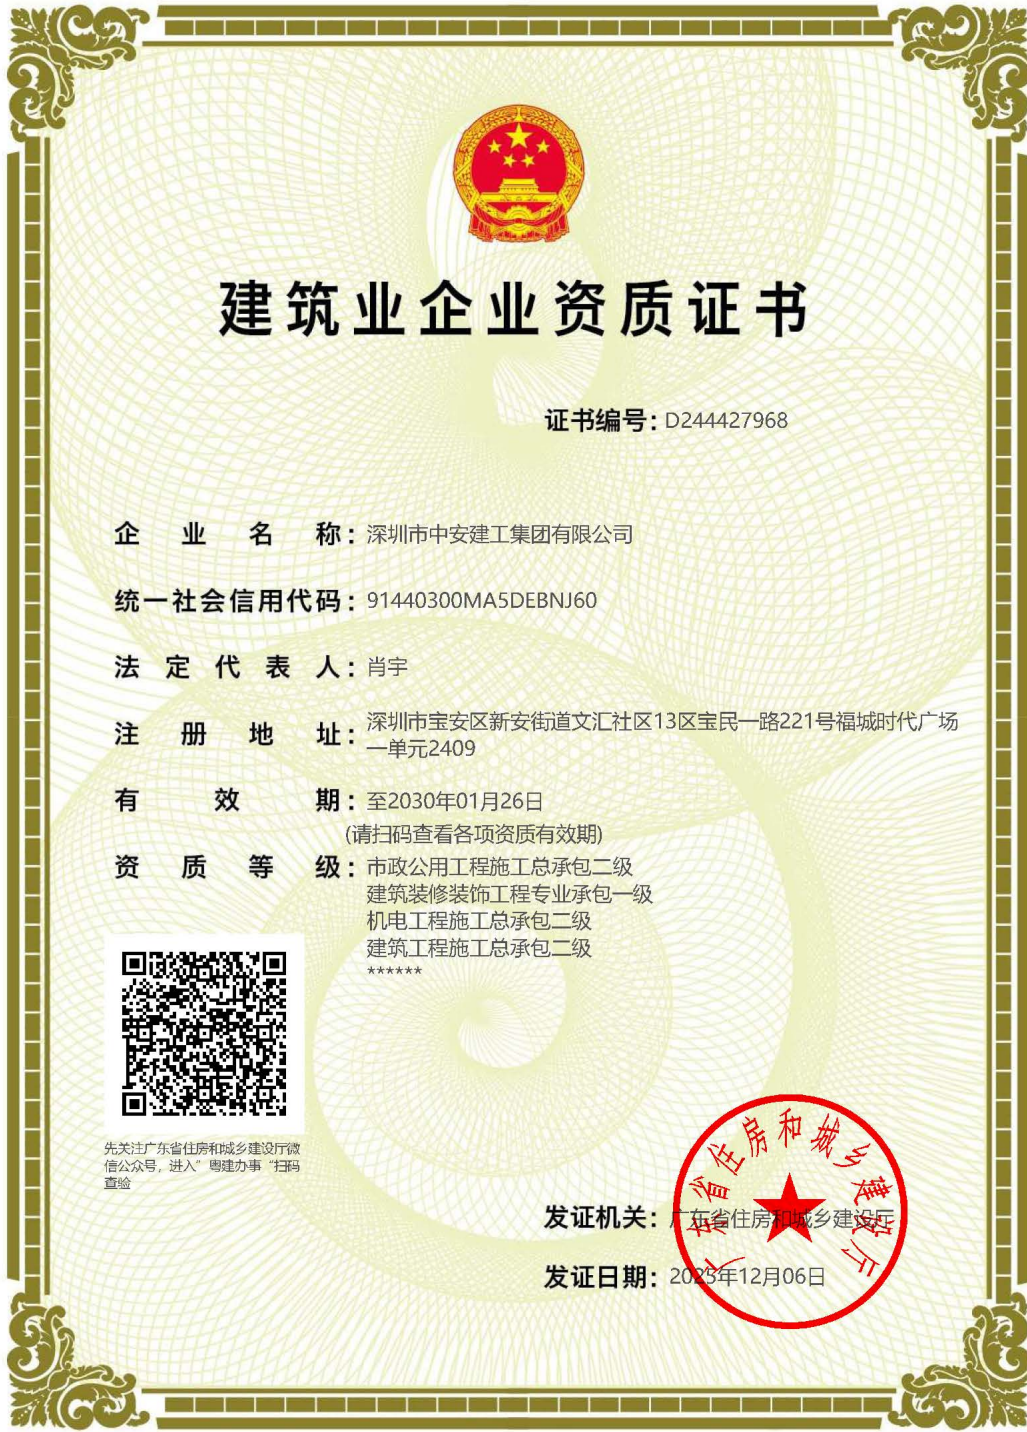 建筑业企业资质证书
证书编号：D244427968
企业名称：深圳市中安建工集团有限公司
统一社会信用代码：91440300MA5DEBNJ60
法定代表人：肖宇
注册地址：深圳市宝安区新安街道文汇社区13区宝民一路221号福城时代广场
一单元2409
有效期：至2030年01月26日
(请扫码查看各项资质有效期)
资质等级：市政公用工程施工总承包二级
建筑装修装饰工程专业承包一级
机电工程施工总承包二级
建筑工程施工总承包二级
******
先关注广东省住房和城乡建设厅微
信公众号，进入”粤建办事“扫码
查验
广东省住房和城乡建设厅
发证机关：广东省住房和城乡建设厅
发证日期：2025年12月06日